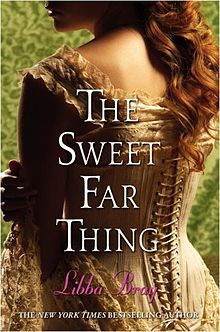 THE
SWEET
FAR
THING
Libba Bray
THE NEW YORK TIMES BESTSELLING AUTHOR